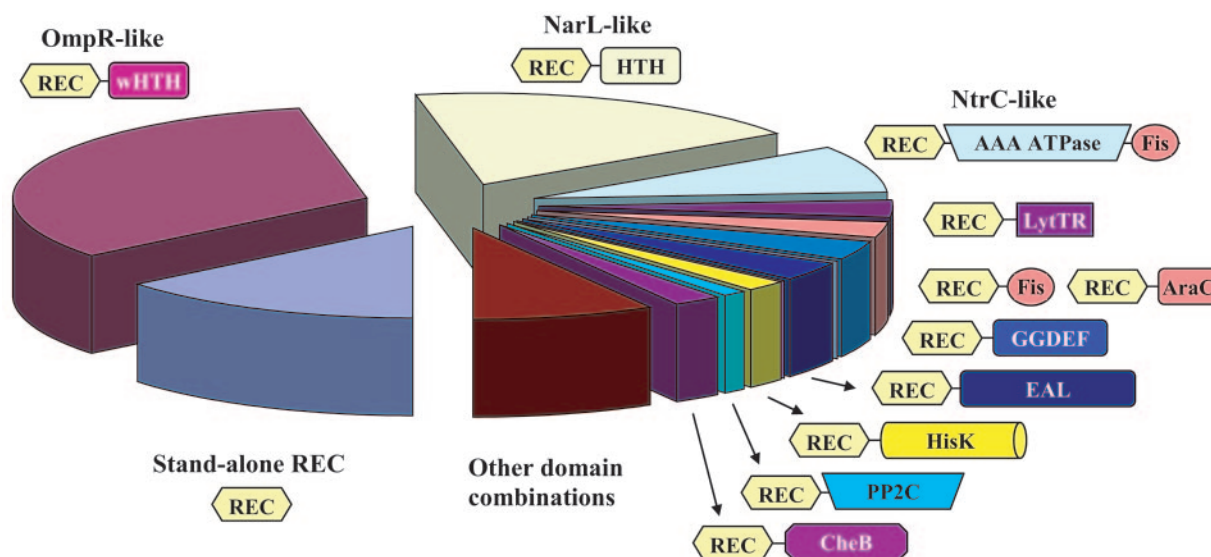 OmpR-like
REC wHTH
NarL-like
REC HTH
NtrC-like
REC AAA ATPase Fis
REC LytTR
REC Fis REC AraC
REC GGDEF
REC EAL
REC HisK
REC PP2C
REC CheB
Stand-alone REC
REC
Other domain
combinations